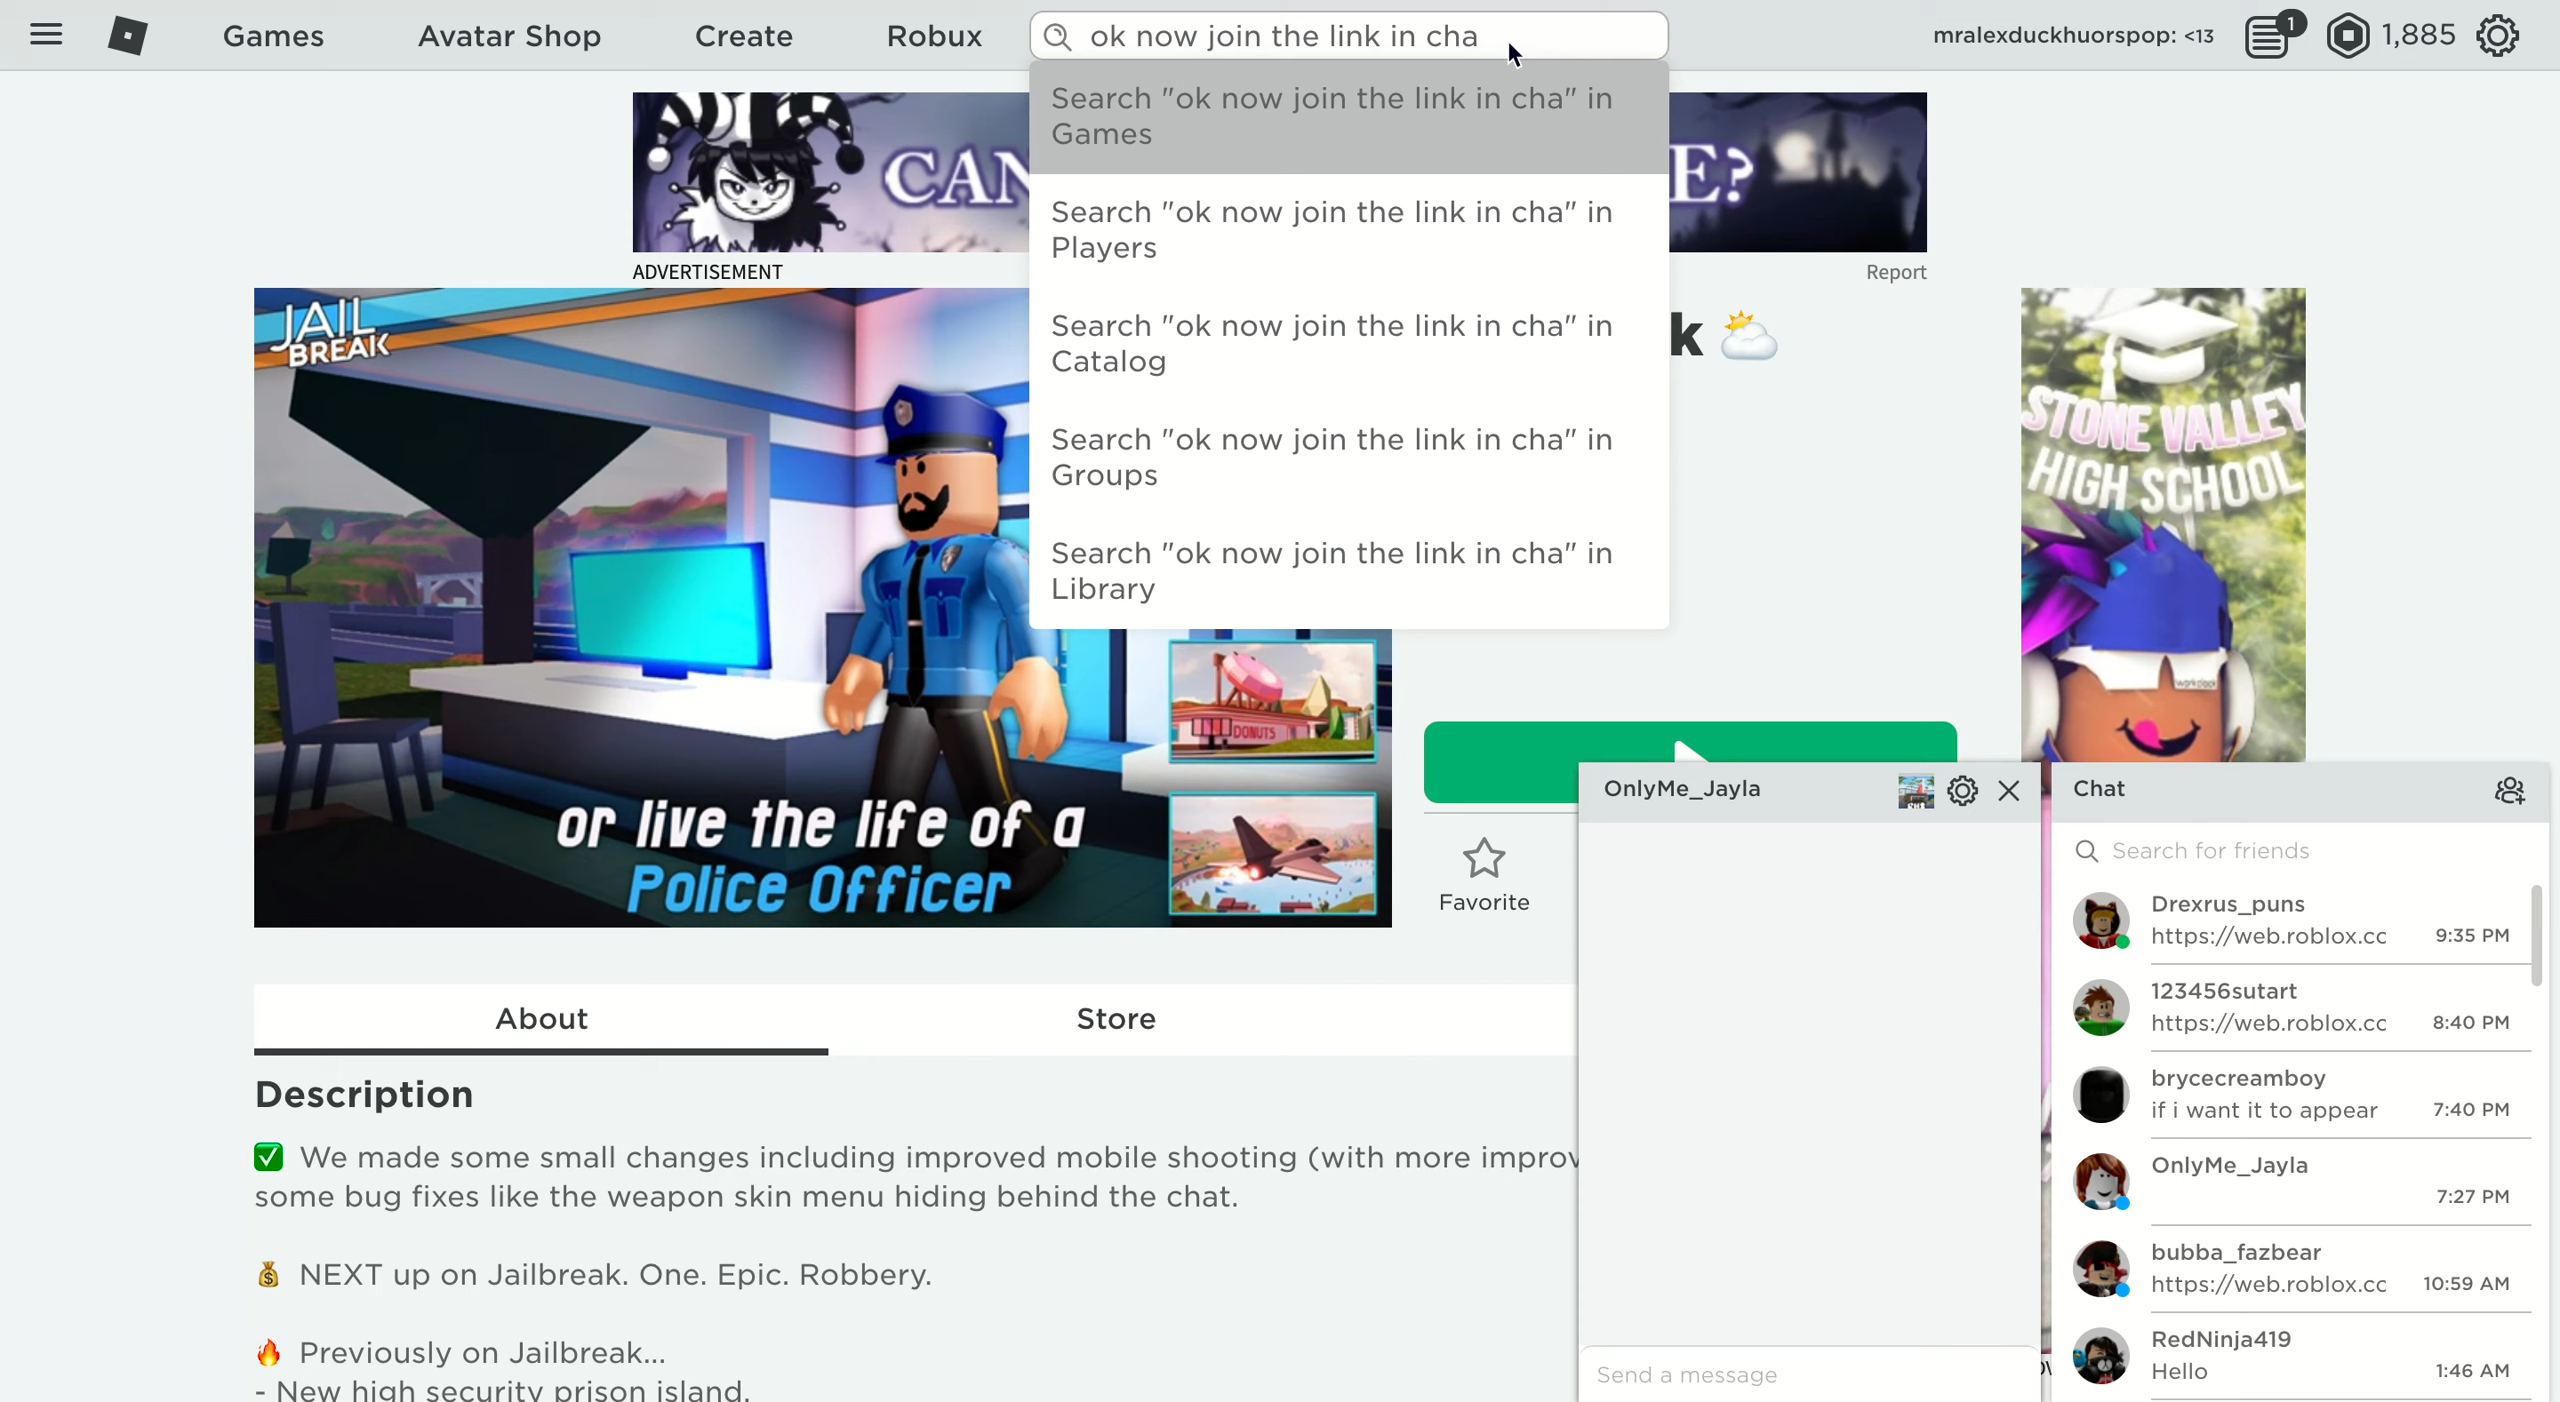 Games
Avatar Shop
Create
Robux
ok now join the link in cha
mralexduckhuorspop: <13
1
1,885
Search "ok now join the link in cha" in
Games
Search "ok now join the link in cha" in
Players
Search "ok now join the link in cha" in
Catalog
Search "ok now join the link in cha" in
Groups
Search "ok now join the link in cha" in
Library
CAN
E?
ADVERTISEMENT
Report
JAIL
BREAK
k
STONE VALLEY
HIGH SCHOOL
DONUTS
or live the life of a
Police Officer
Favorite
OnlyMe_Jayla
Send a message
Chat
Search for friends
Drexrus_puns
https://web.roblox.cc
9:35 PM
123456sutart
https://web.roblox.cc
8:40 PM
brycecreamboy
if i want it to appear
7:40 PM
OnlyMe_Jayla
7:27 PM
bubba_fazbear
https://web.roblox.cc
10:59 AM
RedNinja419
Hello
1:46 AM
About
Store
Description
✅ We made some small changes including improved mobile shooting (with more improv
some bug fixes like the weapon skin menu hiding behind the chat.
💰 NEXT up on Jailbreak. One. Epic. Robbery.
🔥 Previously on Jailbreak...
- New high security prison island.